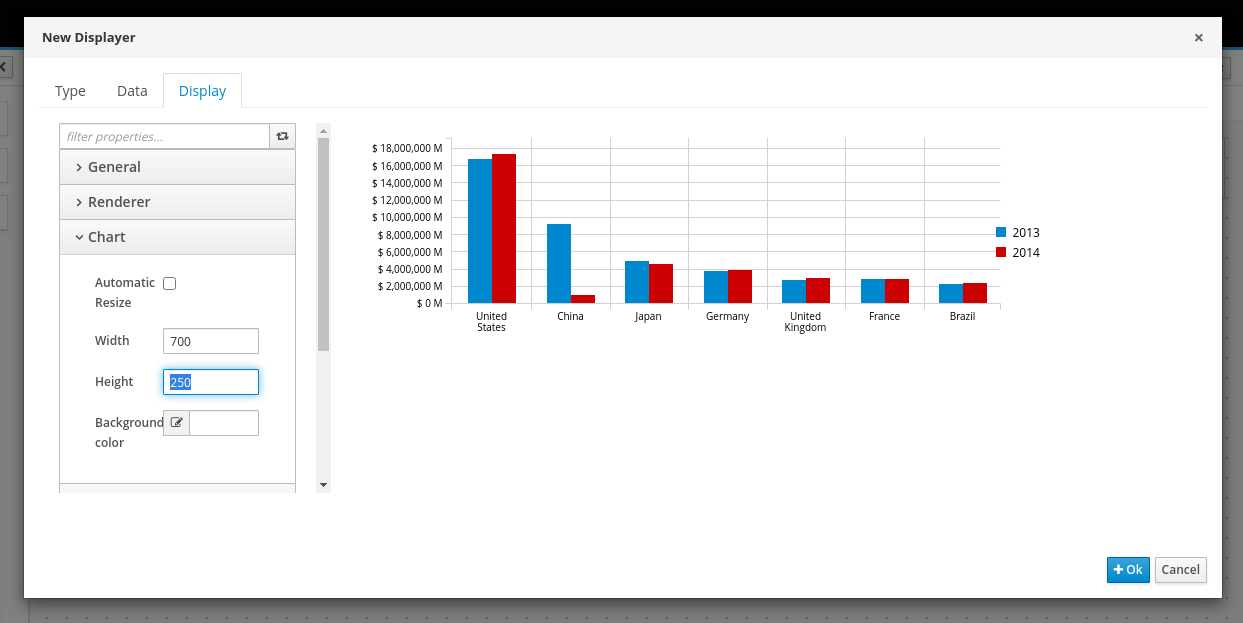 New Displayer
×
Type Data Display
filter properties...
General
Renderer
Chart
Automatic
Resize
Width 700
Height 250
Background
color
$ 18,000,000 M
$ 16,000,000 M
$ 14,000,000 M
$ 12,000,000 M
$ 10,000,000 M
$ 8,000,000 M
$ 6,000,000 M
$ 4,000,000 M
$ 2,000,000 M
$ 0 M
United
States
China
Japan
Germany
United
Kingdom
France
Brazil
2013
2014
Ok
Cancel